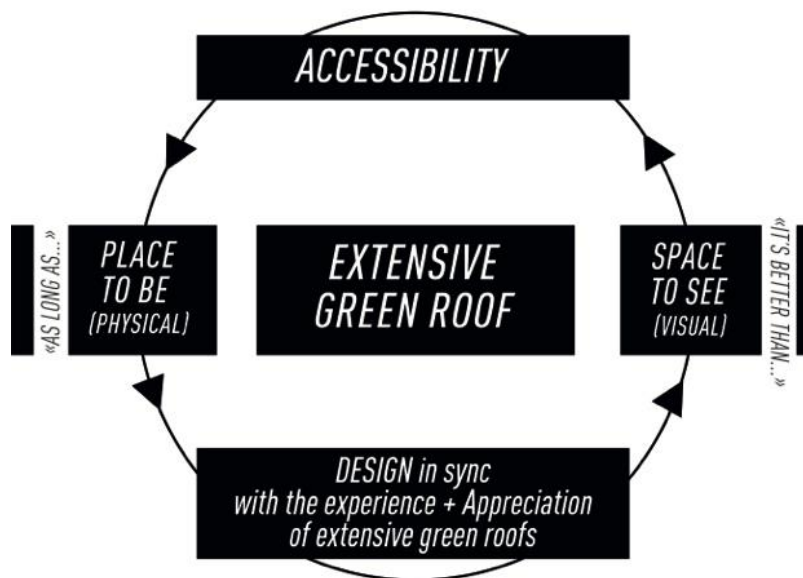 ACCESSIBILITY
«AS LONG AS...»
PLACE
TO BE
(PHYSICAL)
EXTENSIVE
GREEN ROOF
SPACE
TO SEE
(VISUAL)
«IT'S BETTER THAN...»
DESIGN in sync
with the experience + Appreciation
of extensive green roofs